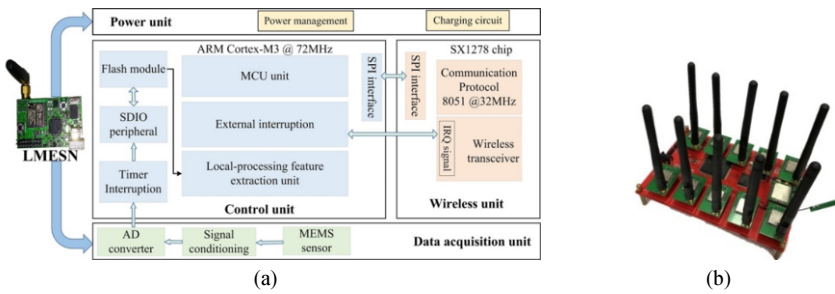 Power unit
Power management
Charging circuit
ARM Cortex-M3 @ 72MHz
SX1278 chip
Flash module
MCU unit
SPI interface
SPI interface
Communication
Protocol
8051 @32MHz
SDIO
peripheral
External interruption
IRQ signal
Wireless
transceiver
LMESN
Timer
Interruption
Local-processing feature
extraction unit
Control unit
Wireless unit
AD
converter
Signal
conditioning
MEMS
sensor
Data acquisition unit
(a)
(b)